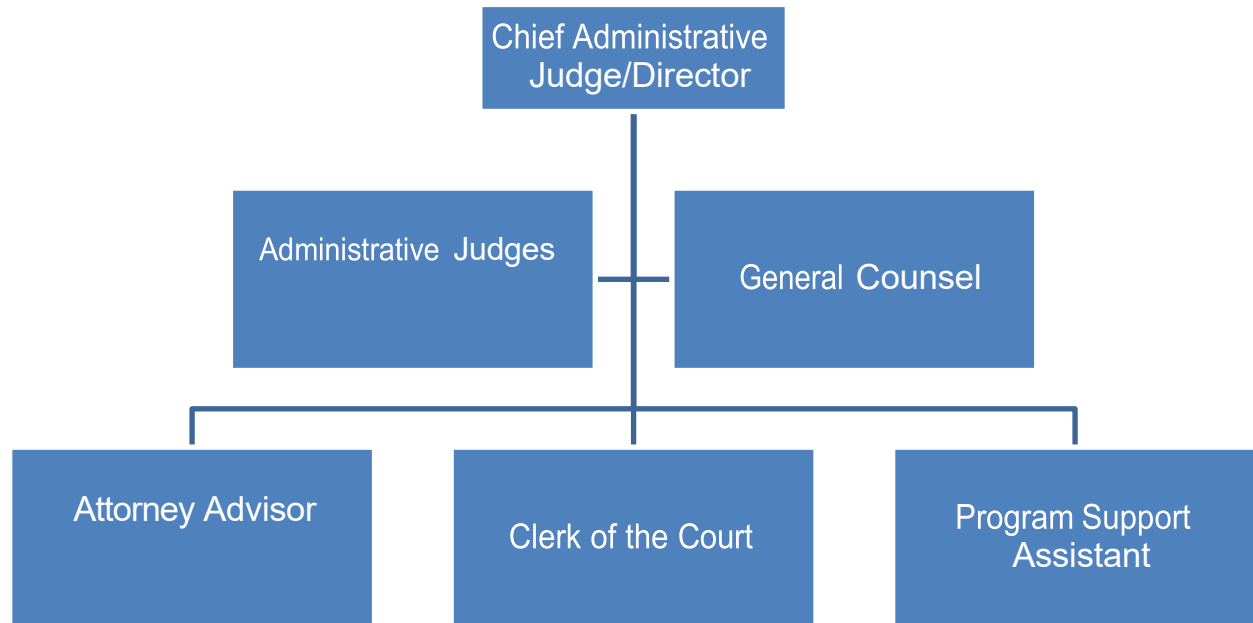 Chief Administrative
Judge/Director
Administrative Judges
General Counsel
Attorney Advisor
Clerk of the Court
Program Support
Assistant